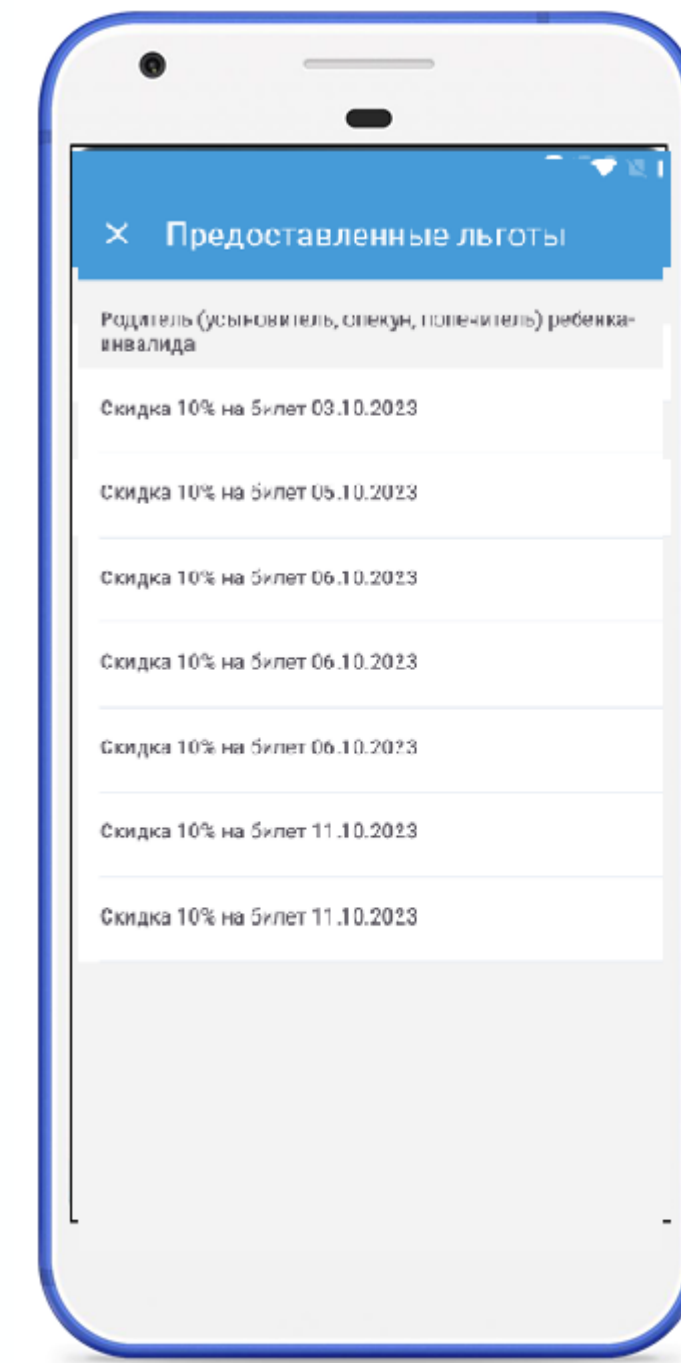 Предоставленные льготы
Родитель (усыновитель, опекун, попечитель) ребенка-
инвалида
Скидка 10% на билет 03.10.2023
Скидка 10% на билет 05.10.2023
Скидка 10% на билет 06.10.2023
Скидка 10% на билет 06.10.2023
Скидка 10% на билет 06.10.2023
Скидка 10% на билет 11.10.2023
Скидка 10% на билет 11.10.2023